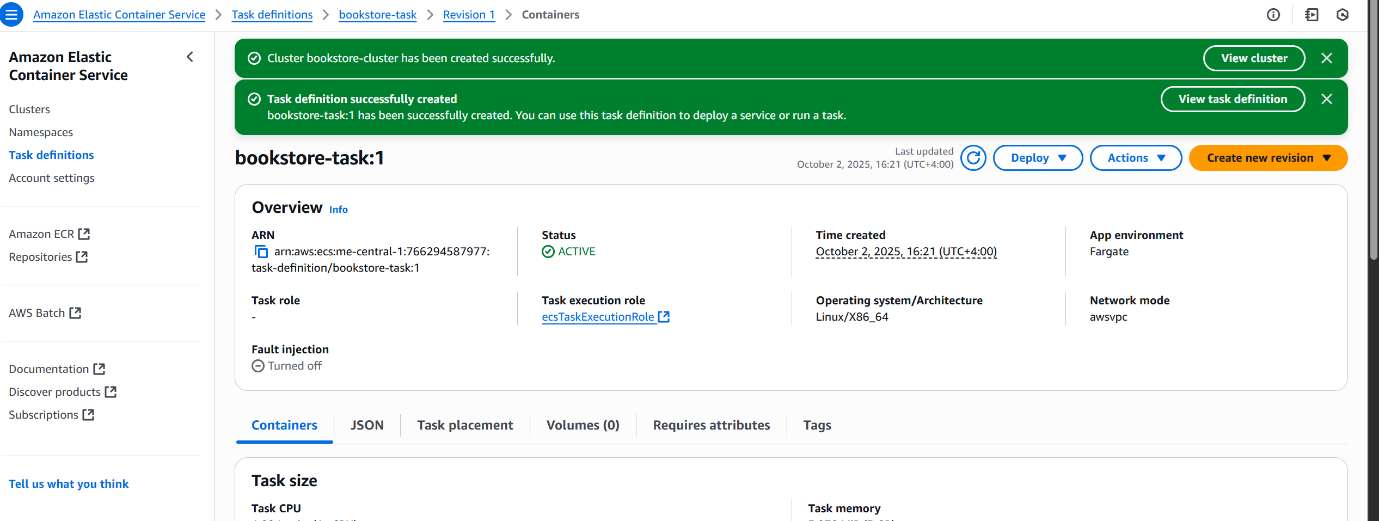 Amazon Elastic Container Service > Task definitions > bookstore-task > Revision 1 > Containers
Amazon Elastic
Container Service
Clusters
Namespaces
Task definitions
Account settings
Amazon ECR
Repositories
AWS Batch
Documentation
Discover products
Subscriptions
Tell us what you think
Cluster bookstore-cluster has been created successfully.
View cluster
Task definition successfully created
bookstore-task:1 has been successfully created. You can use this task definition to deploy a service or run a task.
View task definition
bookstore-task:1
Last updated
October 2, 2025, 16:21 (UTC+4:00)
Deploy
Actions
Create new revision
Overview Info
ARN
arn:aws:ecs:me-central-1:766294587977:
task-definition/bookstore-task:1
Status
ACTIVE
Time created
October 2, 2025, 16:21 (UTC+4:00)
App environment
Fargate
Task role
-
Task execution role
ecsTaskExecutionRole
Operating system/Architecture
Linux/X86_64
Network mode
awsvpc
Fault injection
Turned off
Containers
JSON
Task placement
Volumes (0)
Requires attributes
Tags
Task size
Task CPU
Task memory